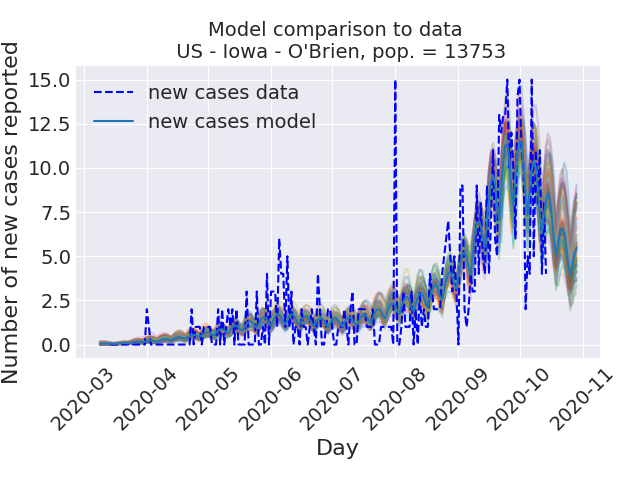 Model comparison to data
US - Iowa - O'Brien, pop. = 13753
Number of new cases reported
15.0
12.5
10.0
7.5
5.0
2.5
0.0
new cases data
new cases model
2020-03
2020-04
2020-05
2020-06
2020-07
2020-08
2020-09
2020-10
2020-11
Day